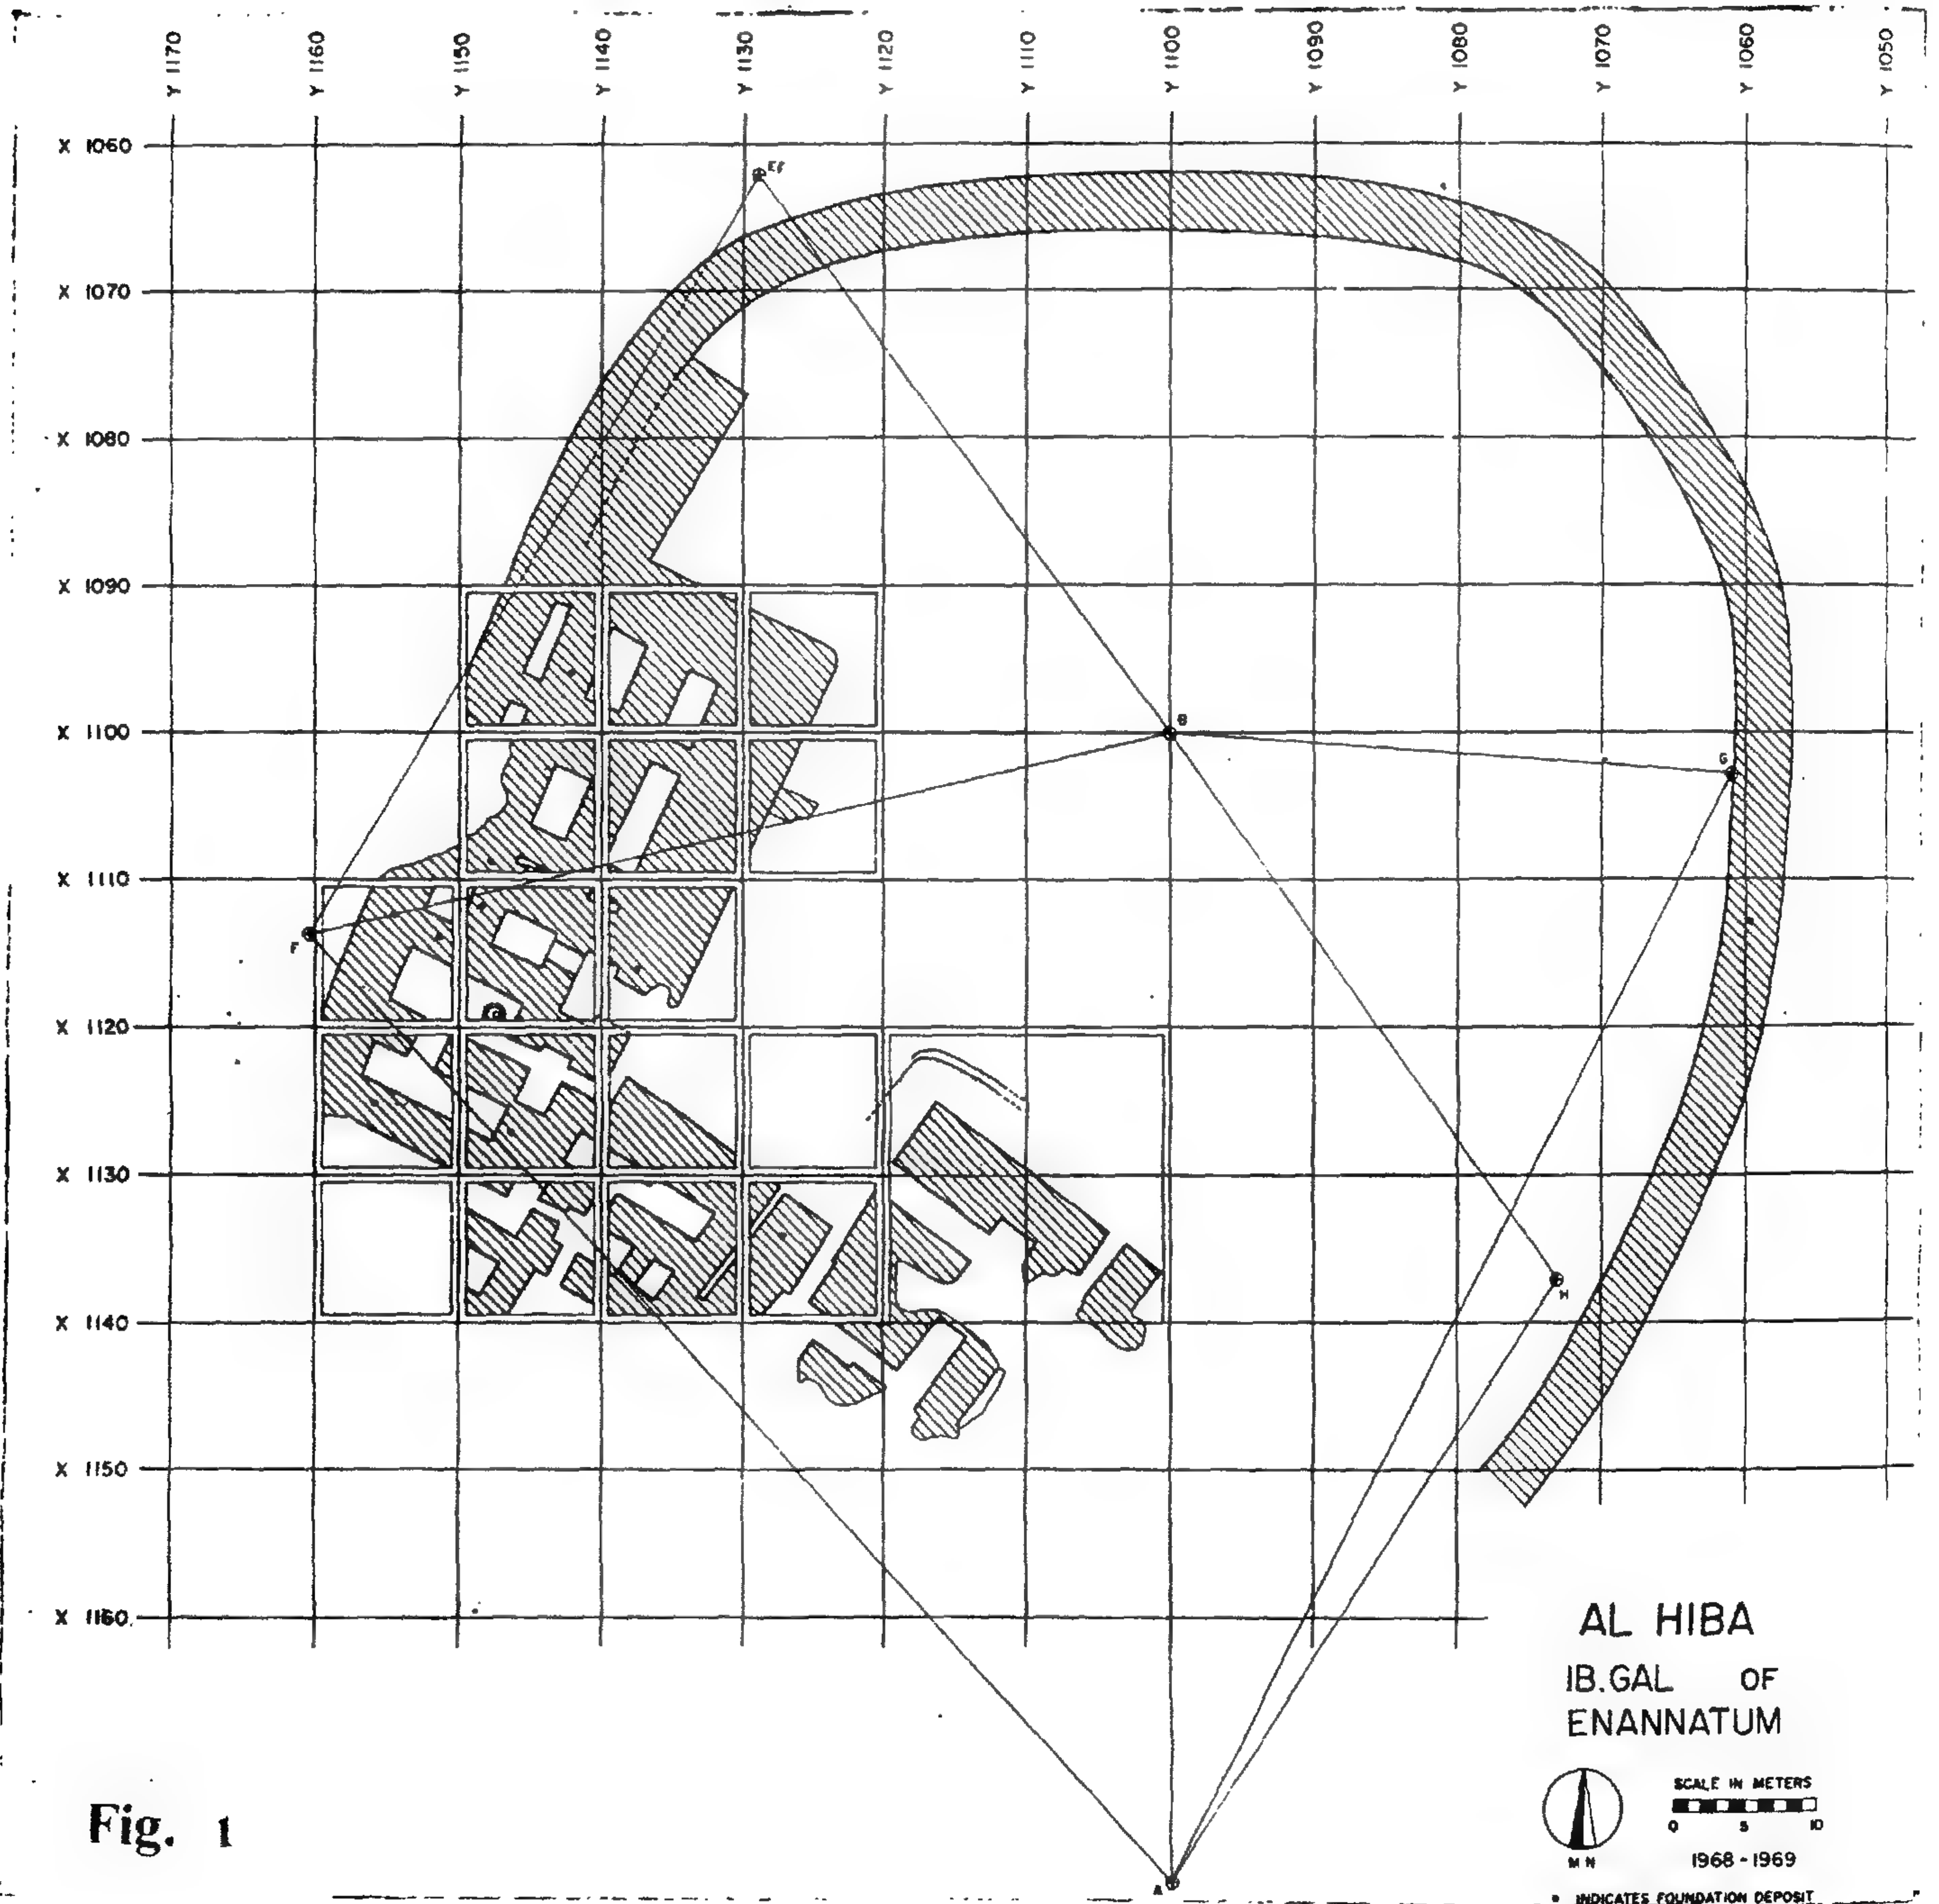 Y 1170
Y 1160
Y 1150
Y 1140
Y 1130
Y 1120
Y 1110
Y 1100
Y 1090
Y 1080
Y 1070
Y 1060
Y 1050
X 1060
X 1070
X 1080
X 1090
X 1100
X 1110
X 1120
X 1130
X 1140
X 1150
X 1160
EF
B
G
F
H
A
AL HIBA
IB.GAL OF
ENANNATUM
SCALE IN METERS
0 5 10
M N
1968-1969
• INDICATES FOUNDATION DEPOSIT
Fig. 1